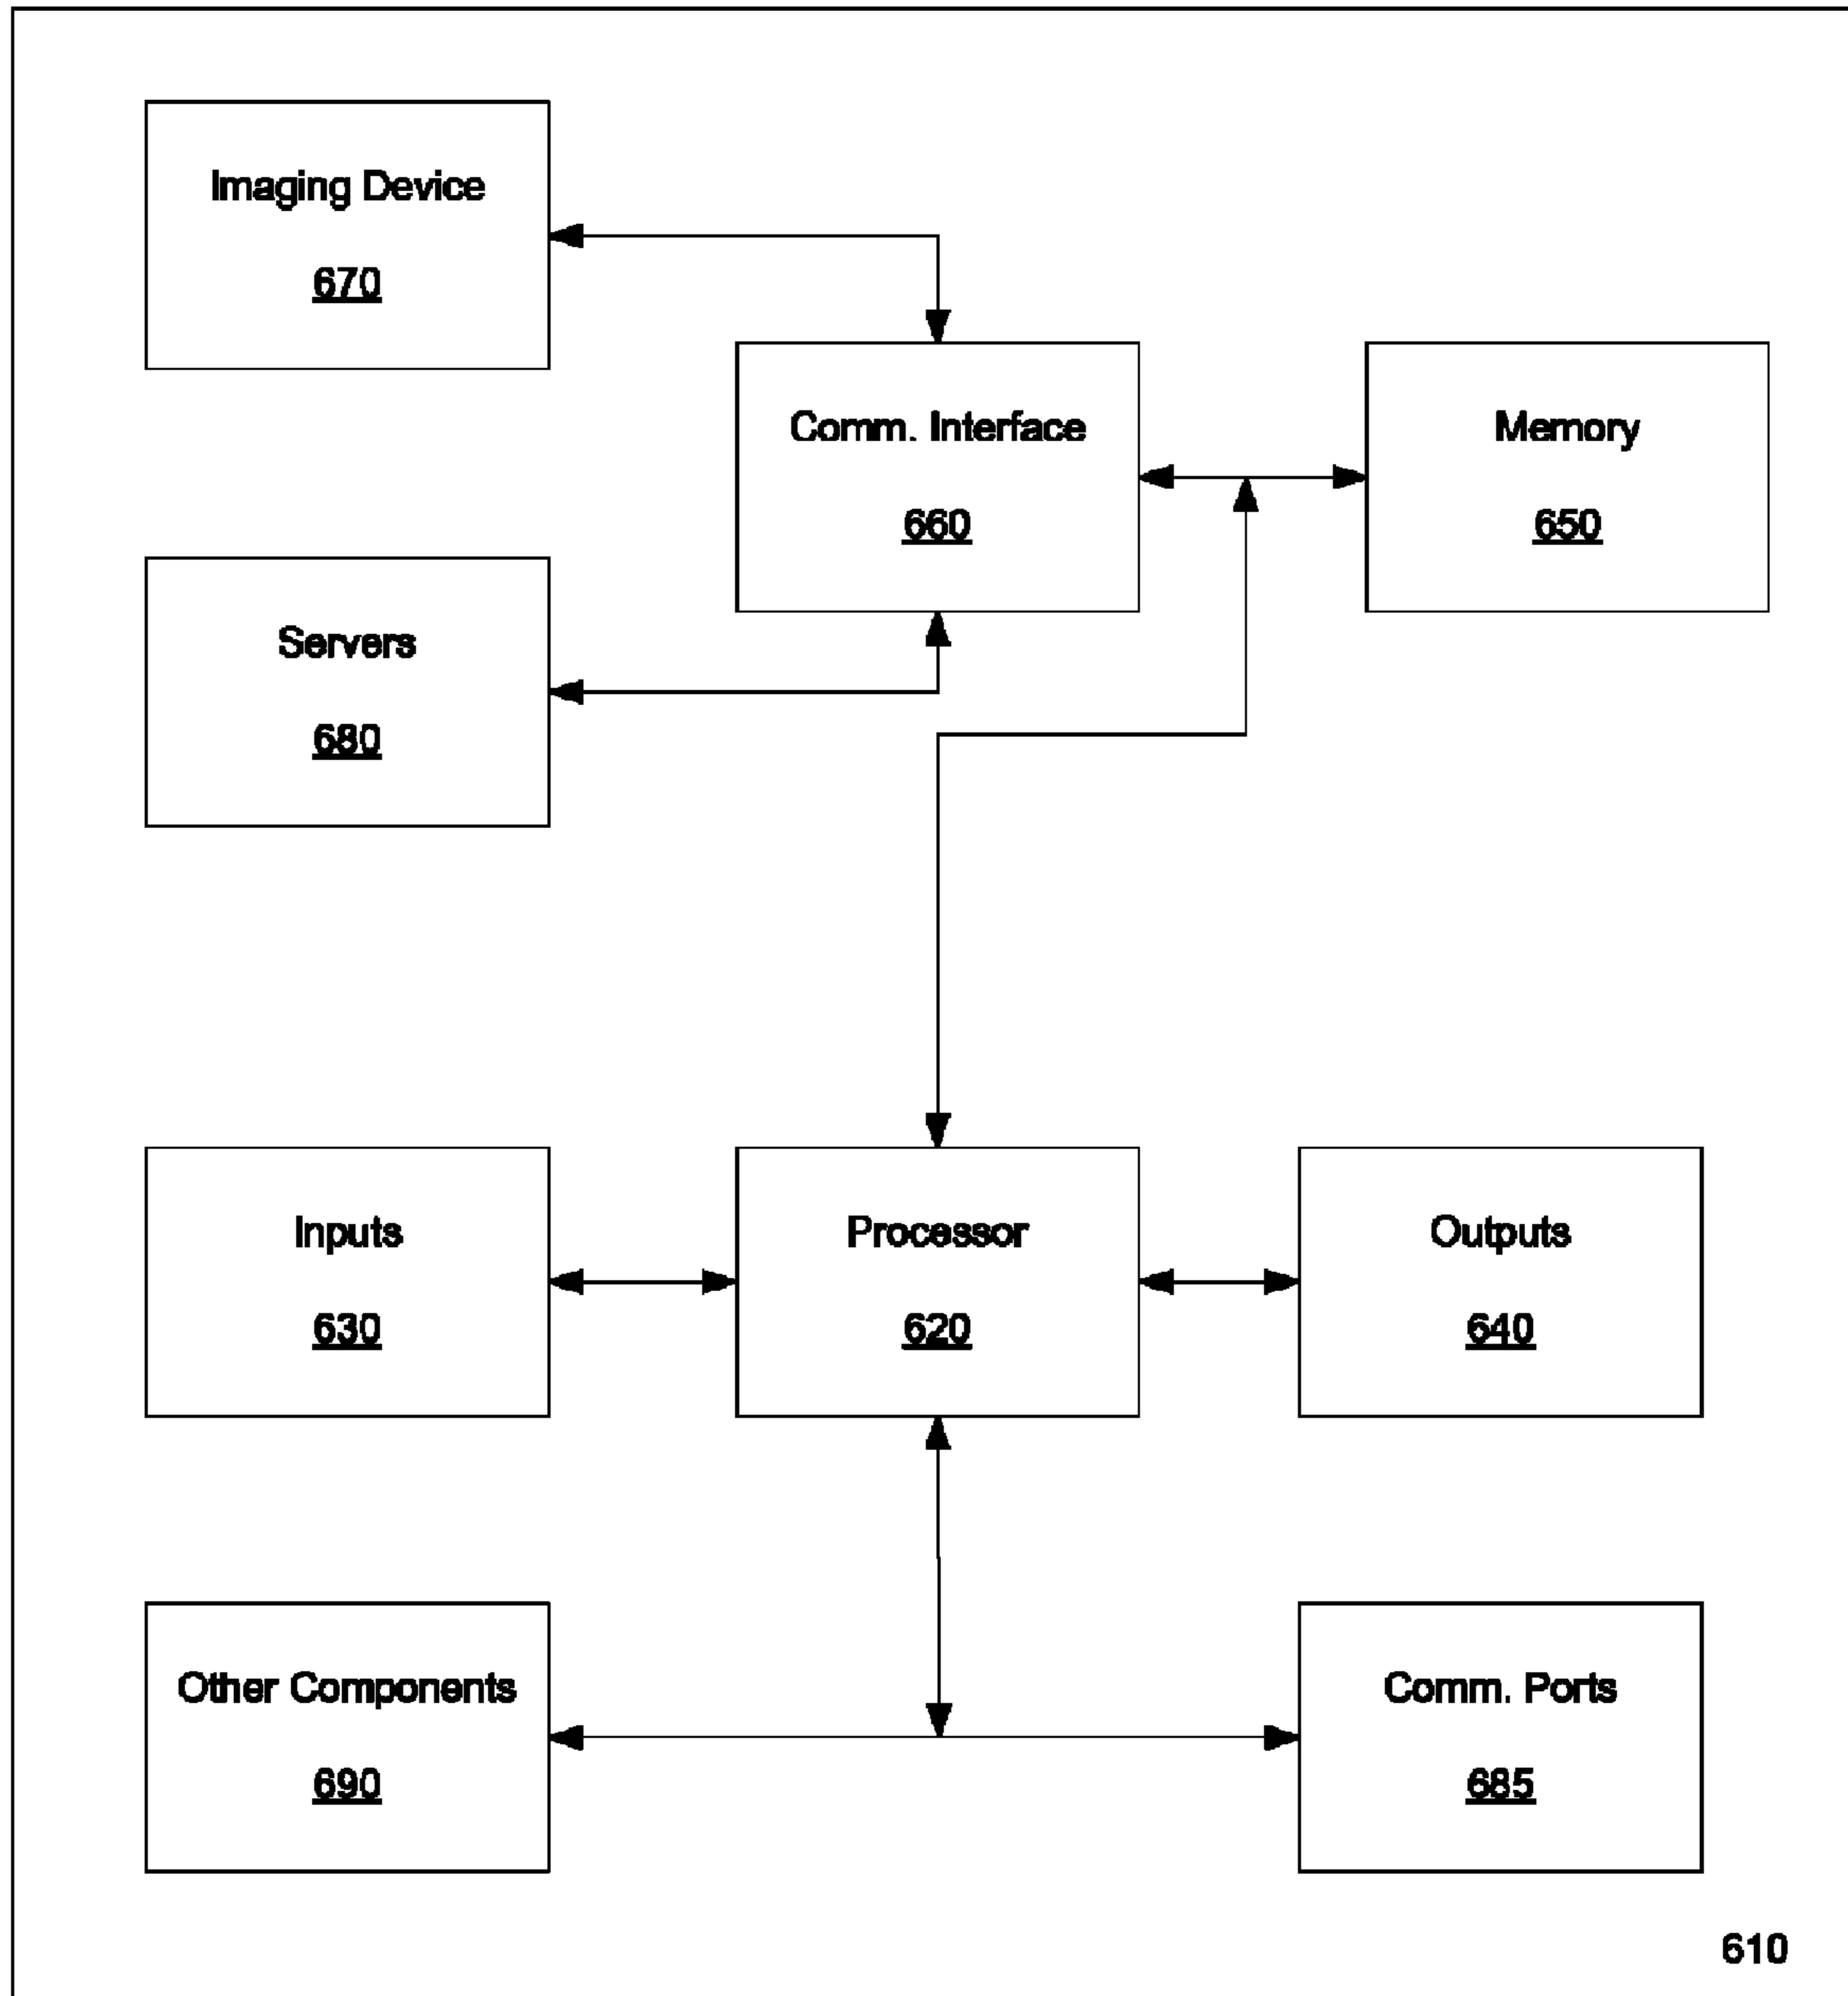 Imaging Device
670
Comm. Interface
660
Memory
650
Servers
680
Inputs
630
Processor
620
Outputs
640
Other Components
690
Comm. Ports
685
610